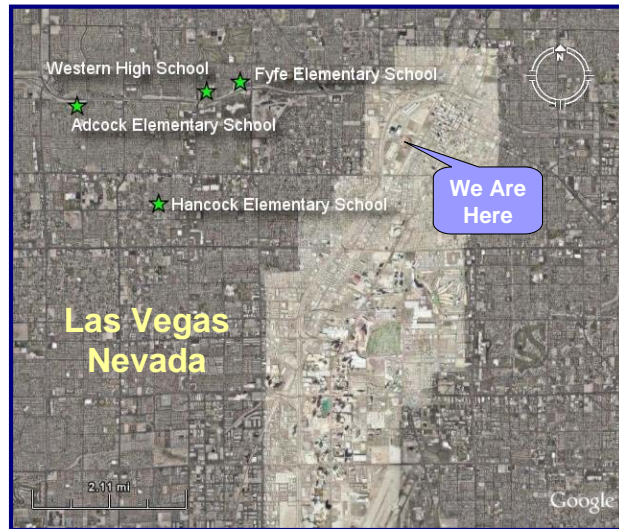 Western High School
Fyfe Elementary School
N
Adcock Elementary School
We Are
Here
Hancock Elementary School
Las Vegas
Nevada
2.11 mi
Google